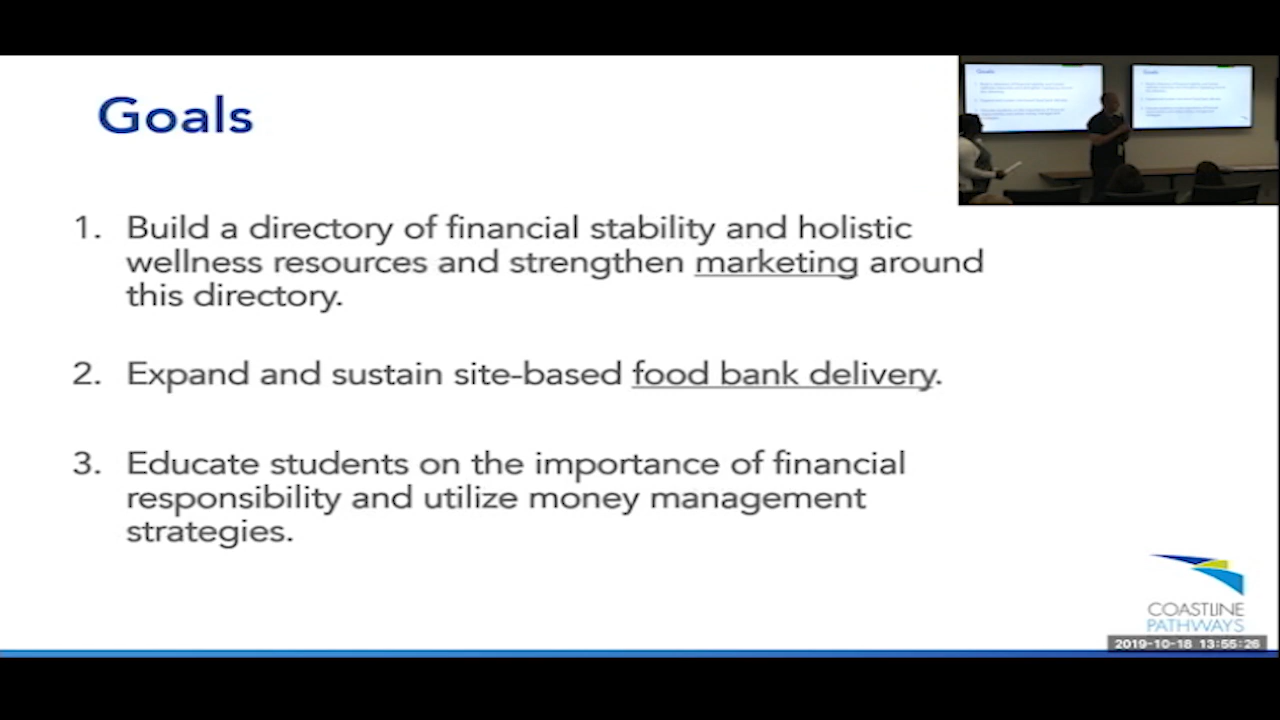 Goals
Goals
Goals
1. Build a directory of financial stability and holistic
wellness resources and strengthen marketing around
this directory.
2. Expand and sustain site-based food bank delivery.
3. Educate students on the importance of financial
responsibility and utilize money management
strategies.
COASTLINE
PATHWAYS
2019-10-18 13:55:26